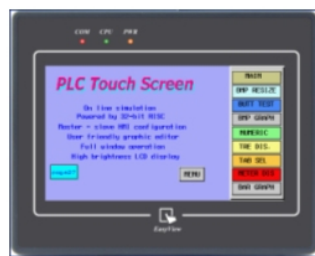 COM CPU PWR
PLC Touch Screen
On line simulation
Powered by 32-bit RISC
Master - slave HMI configuration
User friendly graphic editor
Full window operation
High brightness LCD display
MENU
MAIN
BMP RESIZE
BUTT TEST
BMP GRAPH
NUMERIC
TRE DIS.
TAB SEL
METER DIS
BAR GRAPH
EasyView